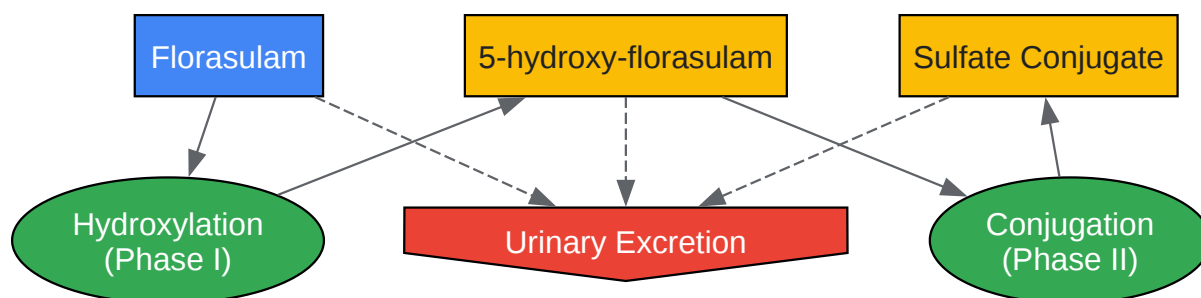 Florasulam
5-hydroxy-florasulam
Sulfate Conjugate
Hydroxylation
(Phase I)
Urinary Excretion
Conjugation
(Phase II)